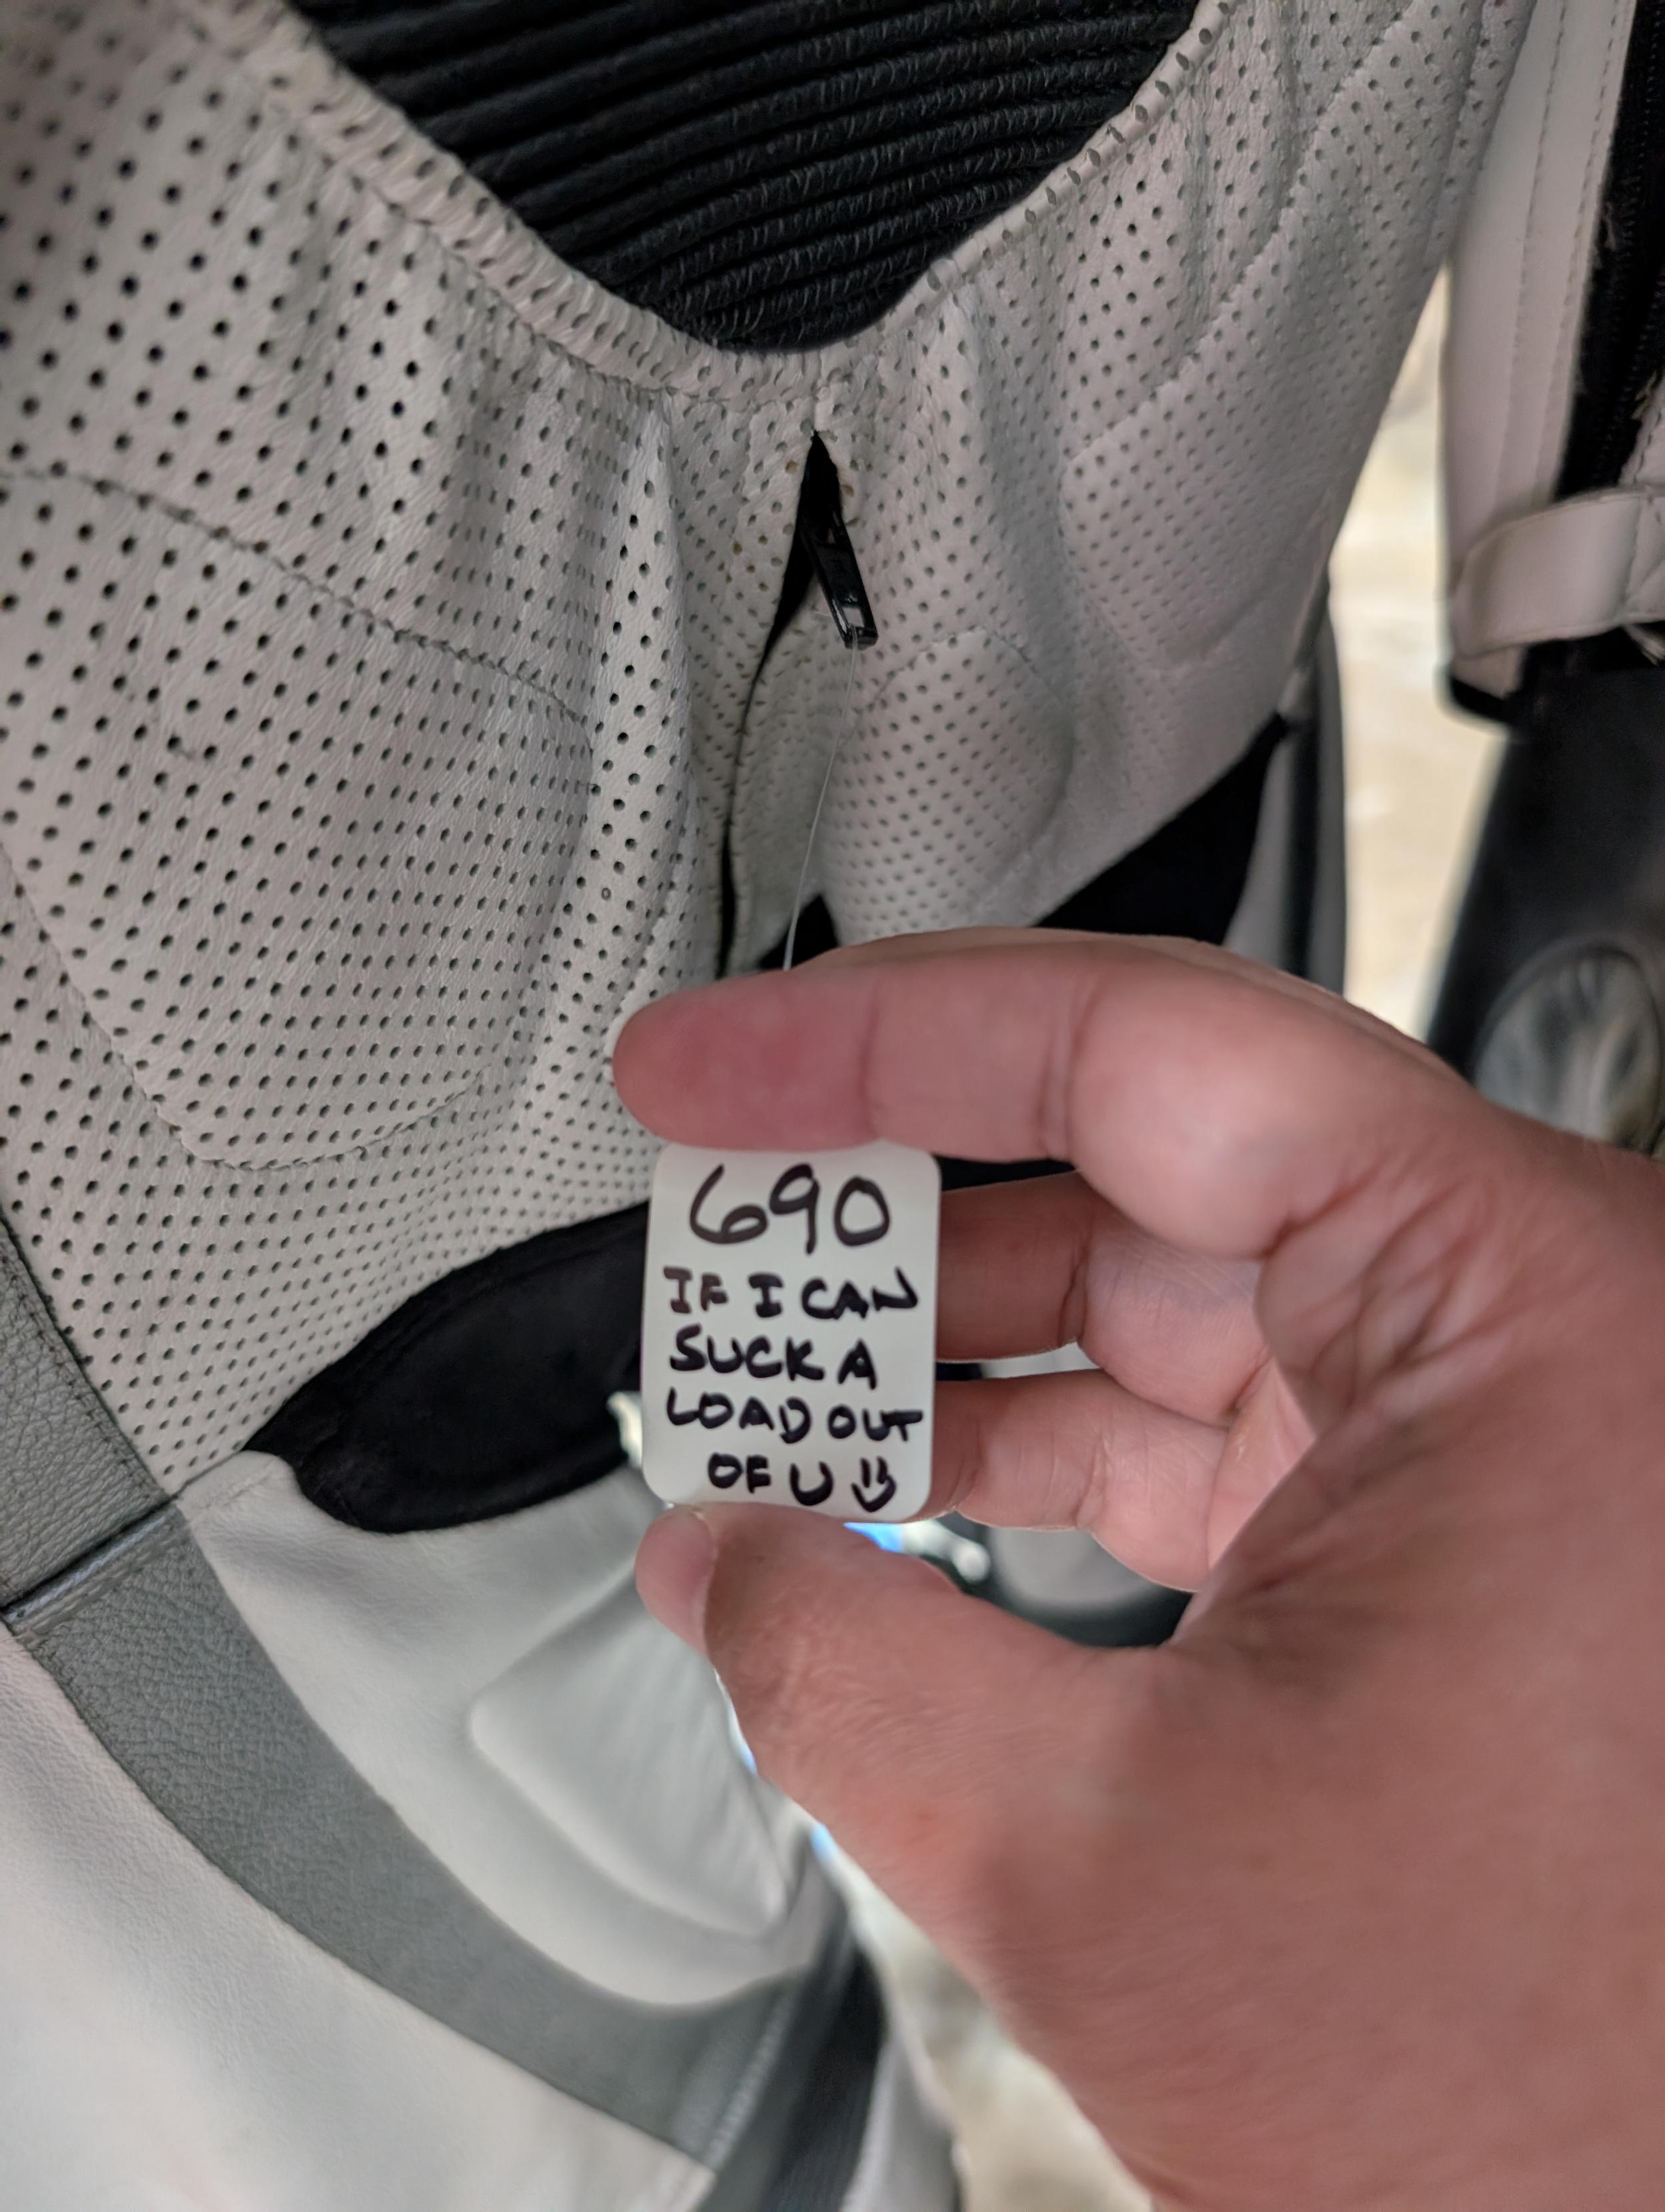 690
IF I CAN
SUCK A
LOAD OUT
OF U :)